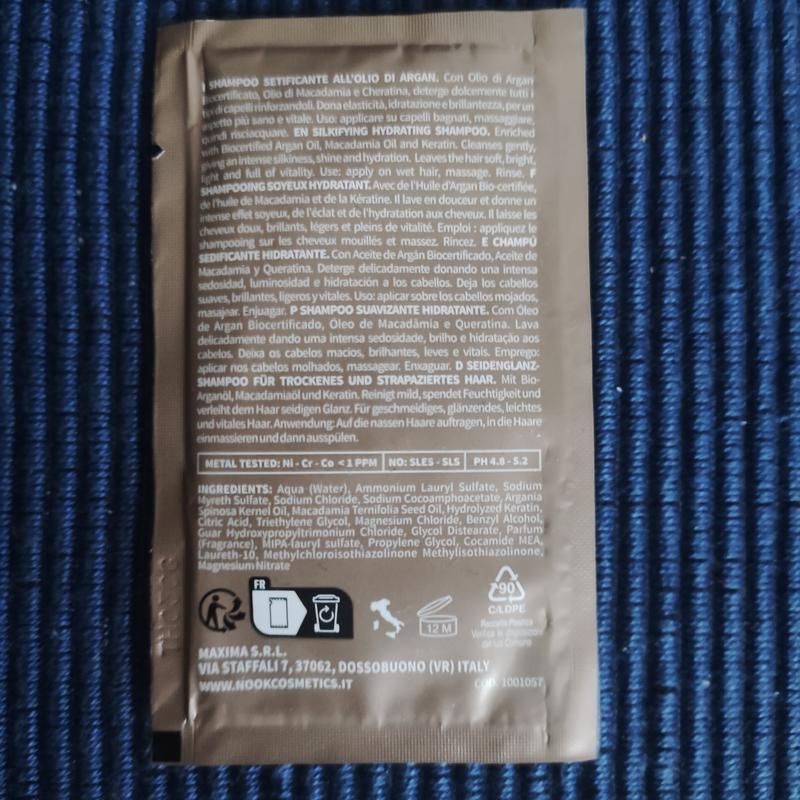 SHAMPOO SETIFICANTE ALL'OLIO DI ARGAN. Con Olio di Argan
Biocertificato, Olio di Macadamia e Cheratina, deterge dolcemente tutti i
tipi di capelli rinforzandoli. Dona elasticità, idratazione e brillantezza, per un
aspetto più sano e vitale. Uso: applicare su capelli bagnati, massaggiare,
quindi risciacquare. EN SILKIFYING HYDRATING SHAMPOO. Enriched
with Biocertified Argan Oil, Macadamia Oil and Keratin. Cleanses gently,
giving an intense silkiness, shine and hydration. Leaves the hair soft, bright,
light and full of vitality. Use: apply on wet hair, massage. Rinse. F
SHAMPOOING SOYEUX HYDRATANT. Avec de l'Huile d'Argan Bio-certifiée,
de l'huile de Macadamia et de la Kératine. Il lave en douceur et donne un
intense effet soyeux, de l'éclat et de l'hydratation aux cheveux. Il laisse les
cheveux doux, brillants, légers et pleins de vitalité. Emploi : appliquez le
shampooing sur les cheveux mouillés et massez. Rincez. E CHAMPÚ
SEDIFICANTE HIDRATANTE. Con Aceite de Argán Biocertificado, Aceite de
Macadamia y Queratina. Deterge delicadamente donando una intensa
sedosidad, luminosidad e hidratación a los cabellos. Deja los cabellos
suaves, brillantes, ligeros y vitales. Uso: aplicar sobre los cabellos mojados,
masajear. Enjuagar. P SHAMPOO SUAVIZANTE HIDRATANTE. Com Óleo
de Argan Biocertificado, Óleo de Macadâmia e Queratina. Lava
delicadamente dando uma intensa sedosidade, brilho e hidratação aos
cabelos. Deixa os cabelos macios, brilhantes, leves e vitais. Emprego:
aplicar nos cabelos molhados, massagear. Enxaguar. D SEIDENGLANZ-
SHAMPOO FÜR TROCKENES UND STRAPAZIERTES HAAR. Mit Bio-
Arganöl, Macadamiaöl und Keratin. Reinigt mild, spendet Feuchtigkeit und
verleiht dem Haar seidigen Glanz. Für geschmeidiges, glänzendes, leichtes
und vitales Haar. Anwendung: Auf die nassen Haare auftragen, in die Haare
einmassieren und dann ausspülen.
METAL TESTED: Ni - Cr - Co <1 PPM NO: SLES - SLS PH 4.8 - 5.2
INGREDIENTS: Aqua (Water), Ammonium Lauryl Sulfate, Sodium
Myreth Sulfate, Sodium Chloride, Sodium Cocoamphoacetate, Argania
Spinosa Kernel Oil, Macadamia Ternifolia Seed Oil, Hydrolyzed Keratin,
Citric Acid, Triethylene Glycol, Magnesium Chloride, Benzyl Alcohol,
Guar Hydroxypropyltrimonium Chloride, Glycol Distearate, Parfum
(Fragrance), MIPA-lauryl sulfate, Propylene Glycol, Cocamide MEA,
Laureth-10, Methylchloroisothiazolinone Methylisothiazolinone,
Magnesium Nitrate
FR
12 M
90
C/LDPE
Raccolta Plastica
Verifica le disposizioni
del tuo Comune
MAXIMA S.R.L.
VIA STAFFALI 7, 37062, DOSSOBUONO (VR) ITALY
WWW.NOOKCOSMETICS.IT
COD. 1001057